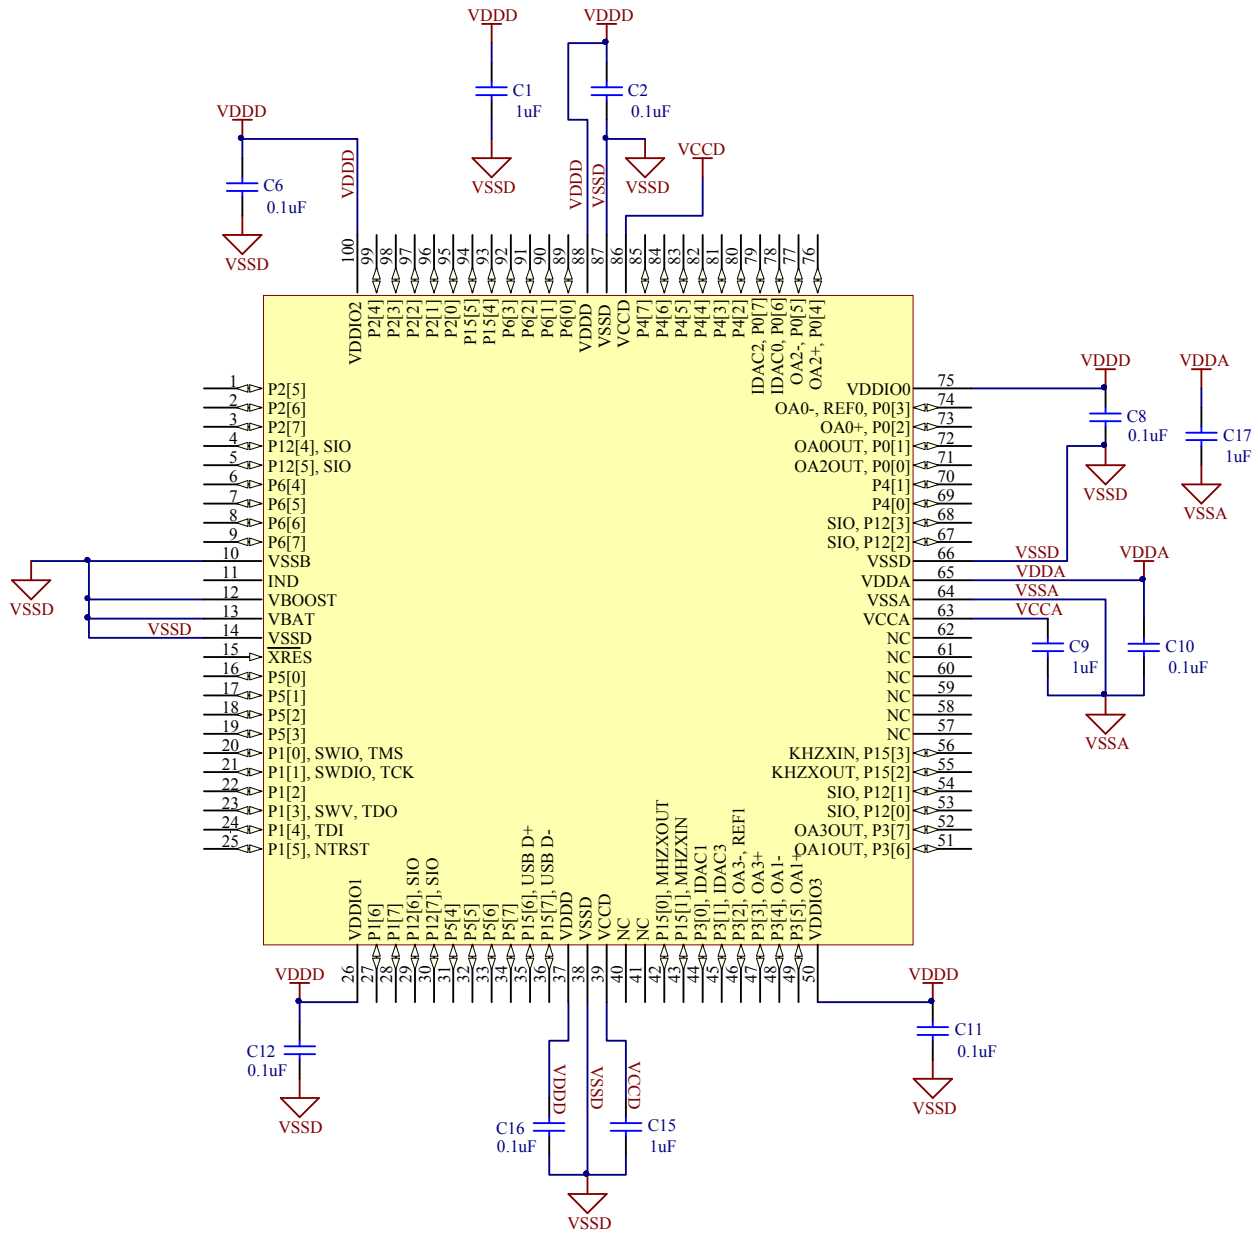 VDDD
VDDD
C1
1uF
C2
0.1uF
VDDD
VSSD
VSSD
VCCD
C6
0.1uF
VSSD
VDDD
VDDD
VSSD
100
99
98
97
96
95
94
93
92
91
90
89
88
87
86
85
84
83
82
81
80
79
78
77
76
VDDIO2
P2[4]
P2[3]
P2[2]
P2[1]
P2[0]
P15[5]
P15[4]
P6[3]
P6[2]
P6[1]
P6[0]
VDDD
VSSD
VCCD
P4[7]
P4[6]
P4[5]
P4[4]
P4[3]
P4[2]
IDAC2, P0[7]
IDAC0, P0[6]
OA2-, P0[5]
OA2+, P0[4]
1 P2[5]
2 P2[6]
3 P2[7]
4 P12[4], SIO
5 P12[5], SIO
6 P6[4]
7 P6[5]
8 P6[6]
9 P6[7]
10 VSSB
11 IND
12 VBOOST
13 VBAT
VSSD 14 VSSD
15 XRES
16 P5[0]
17 P5[1]
18 P5[2]
19 P5[3]
20 P1[0], SWIO, TMS
21 P1[1], SWDIO, TCK
22 P1[2]
23 P1[3], SWV, TDO
24 P1[4], TDI
25 P1[5], NTRST
VSSD
VDDIO0 75
OA0-, REF0, P0[3] 74
OA0+, P0[2] 73
OA0OUT, P0[1] 72
OA2OUT, P0[0] 71
P4[1] 70
P4[0] 69
SIO, P12[3] 68
SIO, P12[2] 67
VSSD 66 VSSD
VDDA 65 VDDA
VSSA 64 VSSA
VCCA 63 VCCA
NC 62
NC 61
NC 60
NC 59
NC 58
NC 57
KHZXIN, P15[3] 56
KHZXOUT, P15[2] 55
SIO, P12[1] 54
SIO, P12[0] 53
OA3OUT, P3[7] 52
OA1OUT, P3[6] 51
VDDD
C8
0.1uF
VSSD
VDDA
C17
1uF
VSSA
VDDA
C9
1uF
C10
0.1uF
VSSA
VDDIO1
P1[6]
P1[7]
P12[6], SIO
P12[7], SIO
P5[4]
P5[5]
P5[6]
P5[7]
P15[6], USB D+
P15[7], USB D-
VDDD
VSSD
VCCD
NC
NC
P15[0], MHZXOUT
P15[1], MHZXIN
P3[0], IDAC1
P3[1], IDAC3
P3[2], OA3-, REF1
P3[3], OA3+
P3[4], OA1-
P3[5], OA1+
VDDIO3
26
27
28
29
30
31
32
33
34
35
36
37
38
39
40
41
42
43
44
45
46
47
48
49
50
VDDD
C12
0.1uF
VSSD
VDDD
VSSD
VCCD
C16
0.1uF
C15
1uF
VSSD
VDDD
C11
0.1uF
VSSD